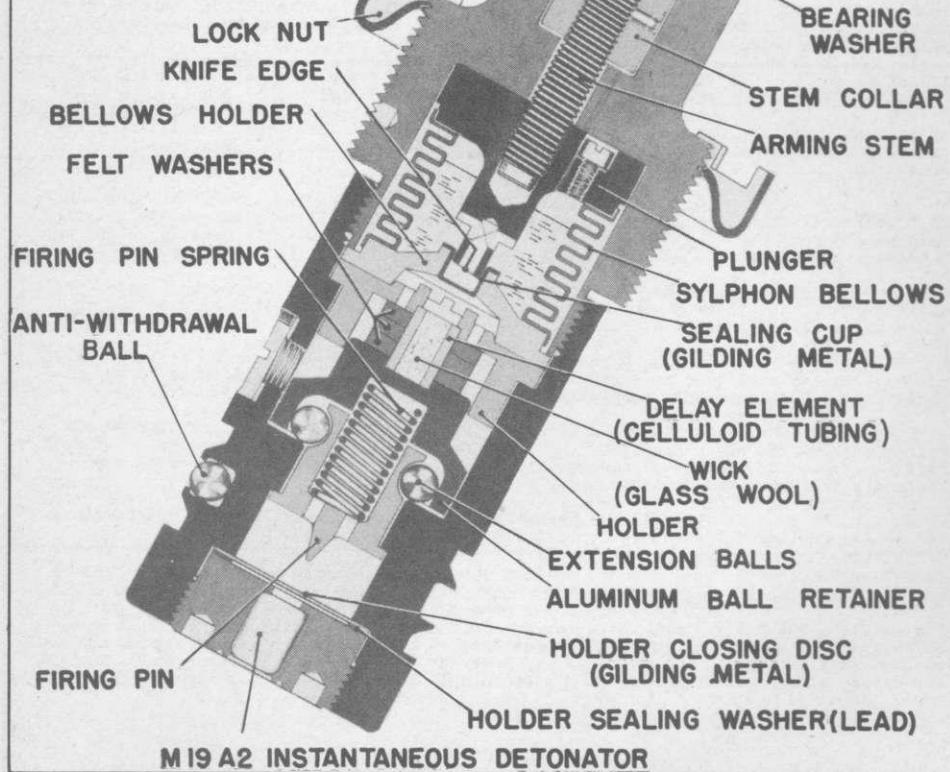 LOCK NUT
KNIFE EDGE
BELLOWS HOLDER
FELT WASHERS
FIRING PIN SPRING
ANTI-WITHDRAWAL
BALL
FIRING PIN
M19A2 INSTANTANEOUS DETONATOR
BEARING
WASHER
STEM COLLAR
ARMING STEM
PLUNGER
SYLPHON BELLOWS
SEALING CUP
(GILDING METAL)
DELAY ELEMENT
(CELLULOID TUBING)
WICK
(GLASS WOOL)
HOLDER
EXTENSION BALLS
ALUMINUM BALL RETAINER
HOLDER CLOSING DISC
(GILDING METAL)
HOLDER SEALING WASHER(LEAD)